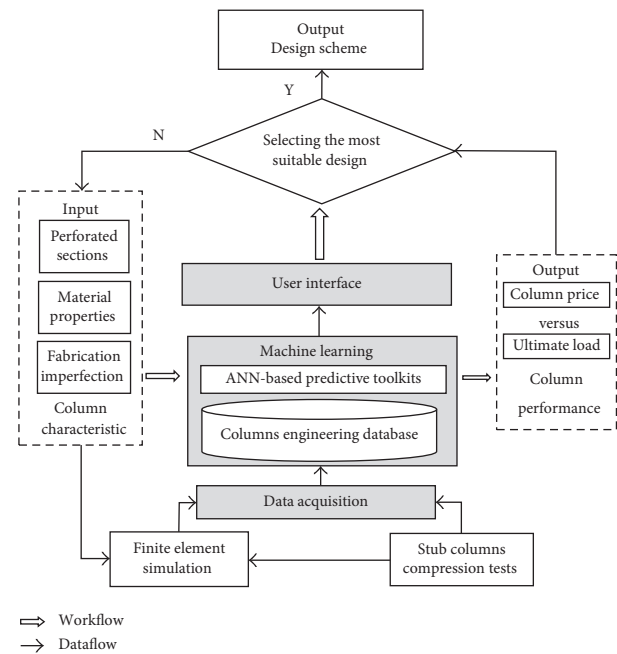 Output
Design scheme
Y
N
Selecting the most
suitable design
Input
Perforated
sections
Material
properties
Fabrication
imperfection
Column
characteristic
User interface
Machine learning
ANN-based predictive toolkits
Columns engineering database
Output
Column price
versus
Ultimate load
Column
performance
Data acquisition
Finite element
simulation
Stub columns
compression tests
Workflow
Dataflow